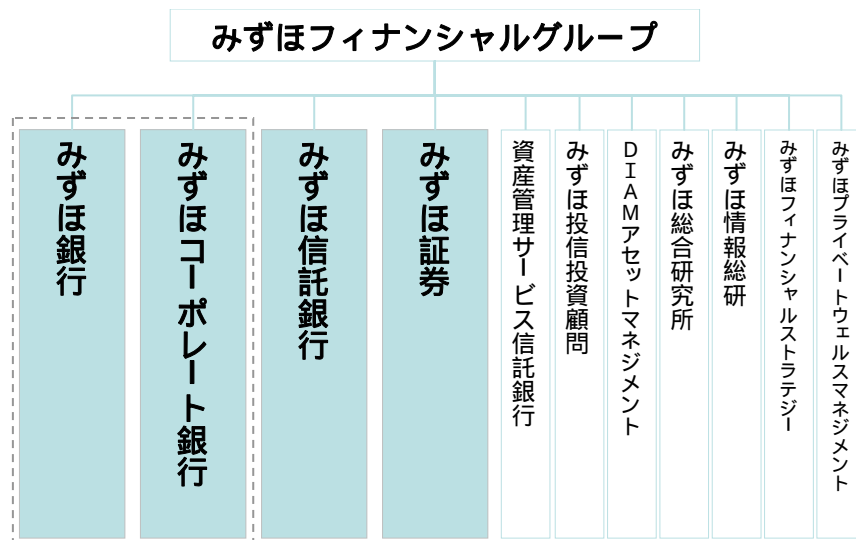 みずほフィナンシャルグループ
みずほ銀行
みずほコーポレート銀行
みずほ信託銀行
みずほ証券
資産管理サービス信託銀行
みずほ投信投資顧問
DIAMアセットマネジメント
みずほ総合研究所
みずほ情報総研
みずほフィナンシャルストラテジー
みずほプライベートウェルスマネジメント